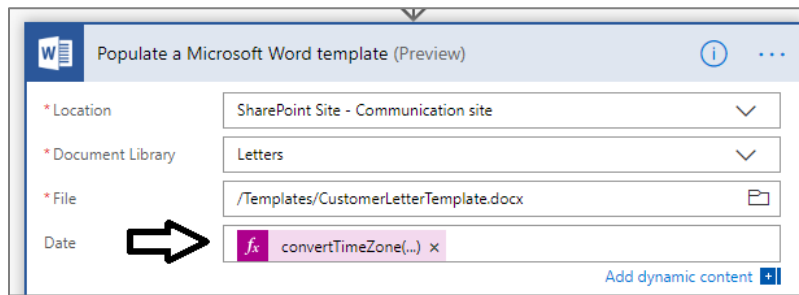 Populate a Microsoft Word template (Preview)
* Location
SharePoint Site - Communication site
* Document Library
Letters
* File
/Templates/CustomerLetterTemplate.docx
Date
fx convertTimeZone(...) ×
Add dynamic content